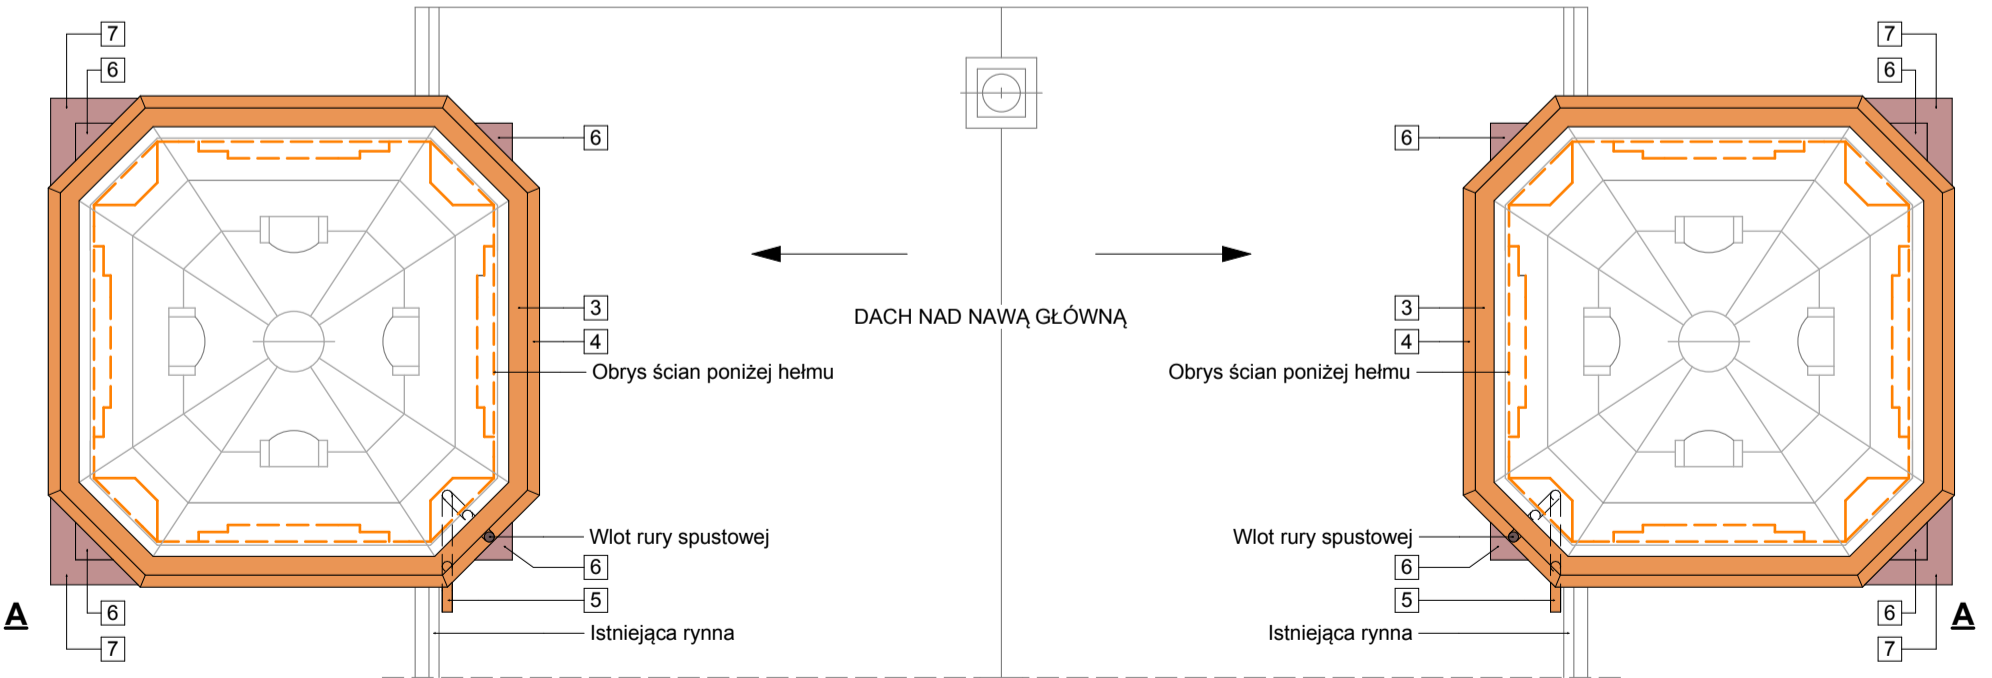 7
7
6
6
6
6
3
3
DACH NAD NAWĄ GŁÓWNĄ
4
4
Obrys ścian poniżej hełmu
Obrys ścian poniżej hełmu
Wlot rury spustowej
Wlot rury spustowej
6
6
5
5
A
6
6
A
Istniejąca rynna
Istniejąca rynna
7
7